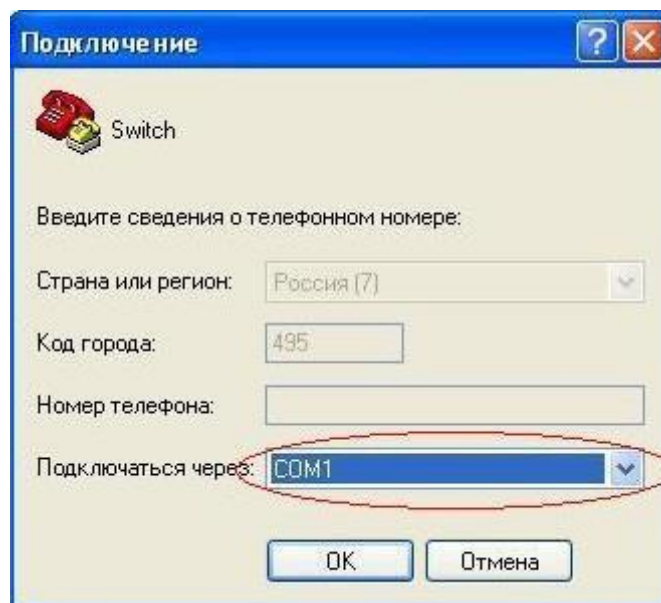 Подключение
Switch
Введите сведения о телефонном номере:
Страна или регион: Россия (7)
Код города: 495
Номер телефона:
Подключаться через: COM1
OK Отмена